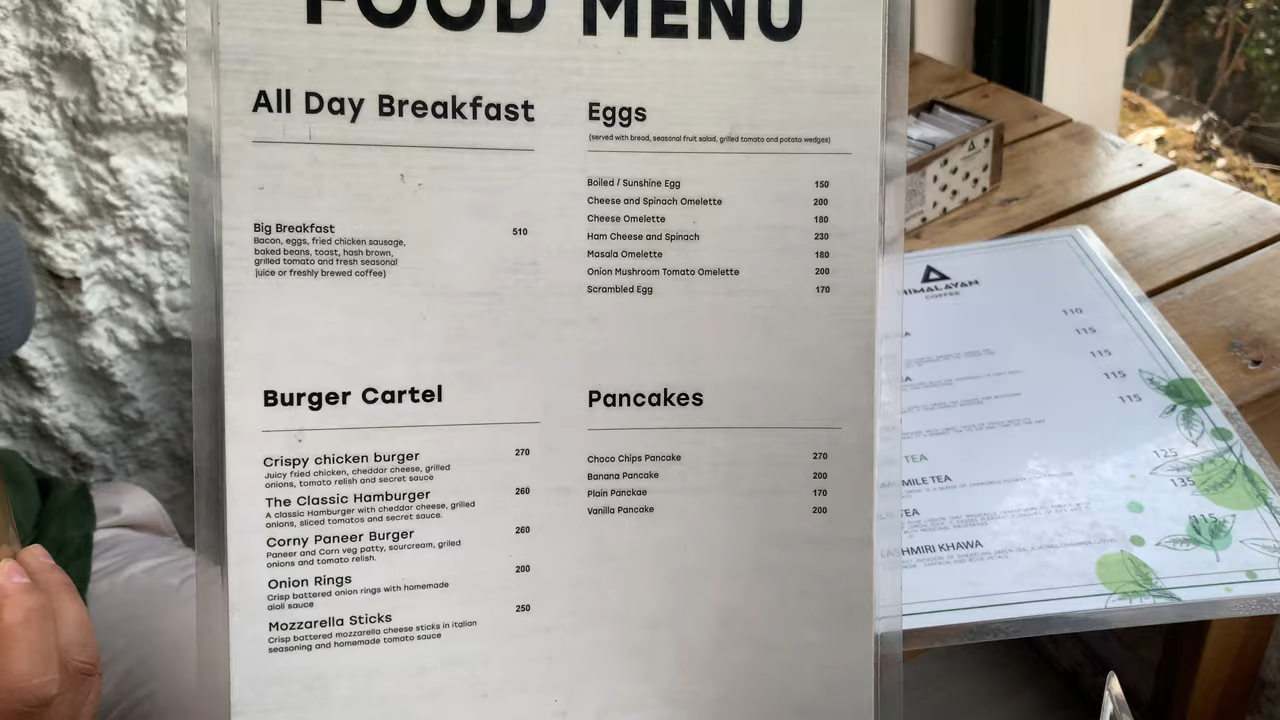 FOOD MENU
All Day Breakfast
Big Breakfast 510
Bacon, eggs, fried chicken sausage,
baked beans, toast, hash brown,
grilled tomato and fresh seasonal
juice or freshly brewed coffee)
Eggs
(served with bread, seasonal fruit salad, grilled tomato and potato wedges)
Boiled / Sunshine Egg 150
Cheese and Spinach Omelette 200
Cheese Omelette 180
Ham Cheese and Spinach 230
Masala Omelette 180
Onion Mushroom Tomato Omelette 200
Scrambled Egg 170
Burger Cartel
Crispy chicken burger 270
Juicy fried chicken, cheddar cheese, grilled
onions, tomato relish and secret sauce
The Classic Hamburger 260
A classic Hamburger with cheddar cheese, grilled
onions, sliced tomatos and secret sauce.
Corny Paneer Burger 260
Paneer and Corn veg patty, sourcream, grilled
onions and tomato relish.
Onion Rings 200
Crisp battered onion rings with homemade
aioli sauce
Mozzarella Sticks 250
Crisp battered mozzarella cheese sticks in italian
seasoning and homemade tomato sauce
Pancakes
Choco Chips Pancake 270
Banana Pancake 200
Plain Panckae 170
Vanilla Pancake 200
HIMALAYAN
COFFEE
110
115
115
115
115
TEA
MILE TEA 125
135
TEA
115
KHAWA